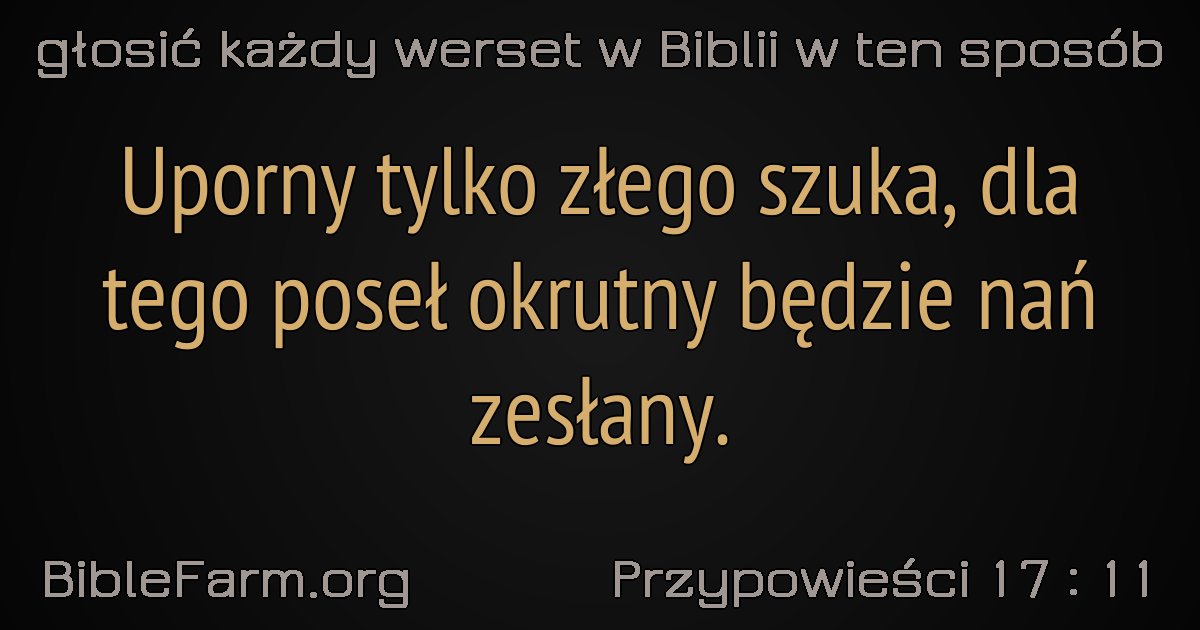 głosić każdy werset w Biblii w ten sposób
Uporny tylko złego szuka, dla
tego poseł okrutny będzie nań
zesłany.
BibleFarm.org
Przypowieści 17 : 11